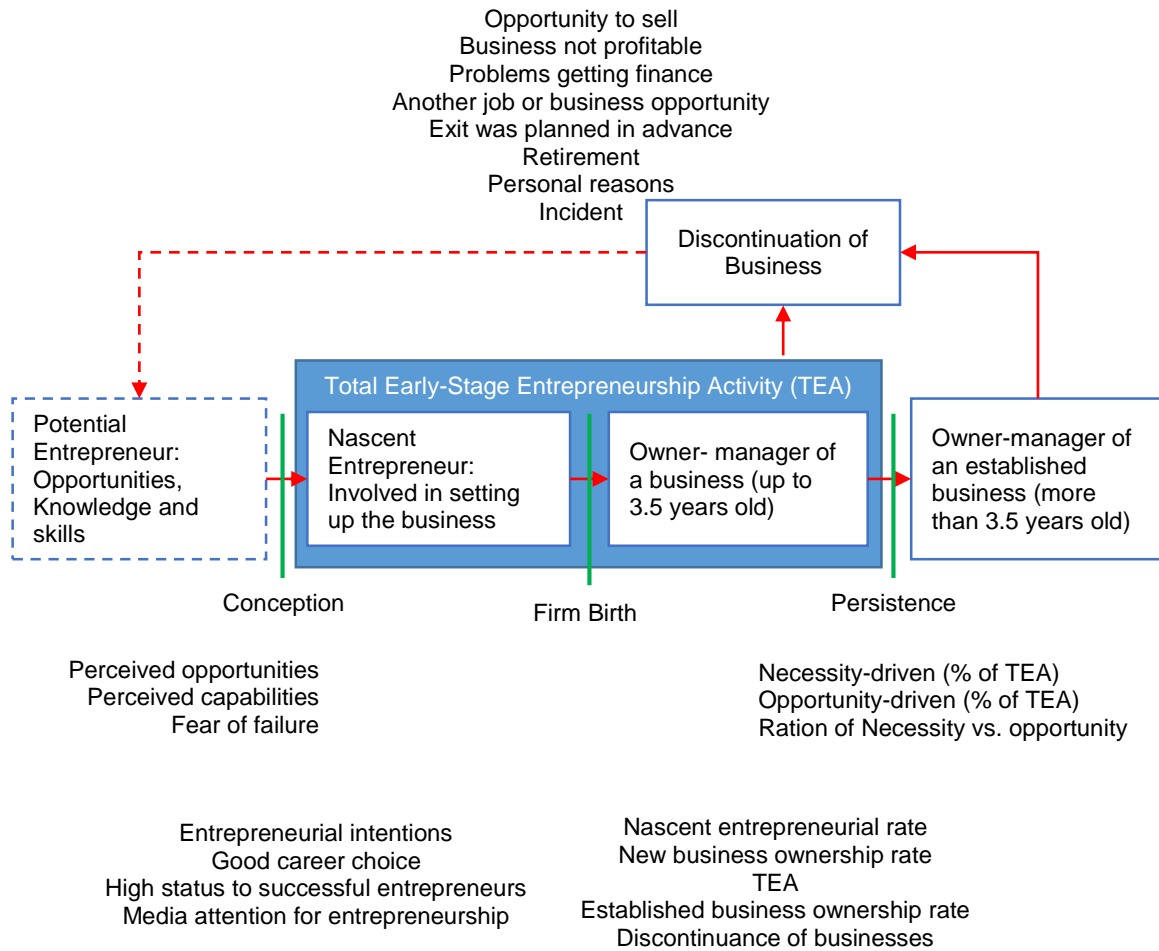 Opportunity to sell
Business not profitable
Problems getting finance
Another job or business opportunity
Exit was planned in advance
Retirement
Personal reasons
Incident
Discontinuation of
Business
Total Early-Stage Entrepreneurship Activity (TEA)
Potential
Entrepreneur:
Opportunities,
Knowledge and
skills
Nascent
Entrepreneur:
Involved in setting
up the business
Owner- manager of
a business (up to
3.5 years old)
Owner-manager of
an established
business (more
than 3.5 years old)
Conception
Firm Birth
Persistence
Perceived opportunities
Perceived capabilities
Fear of failure
Necessity-driven (% of TEA)
Opportunity-driven (% of TEA)
Ration of Necessity vs. opportunity
Entrepreneurial intentions
Good career choice
High status to successful entrepreneurs
Media attention for entrepreneurship
Nascent entrepreneurial rate
New business ownership rate
TEA
Established business ownership rate
Discontinuance of businesses